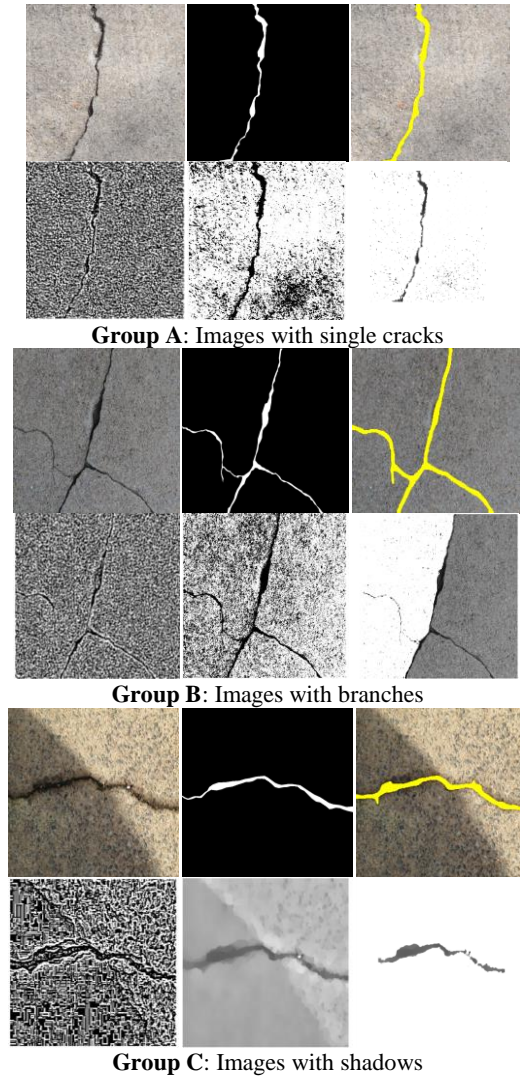 Group A: Images with single cracks
Group B: Images with branches
Group C: Images with shadows